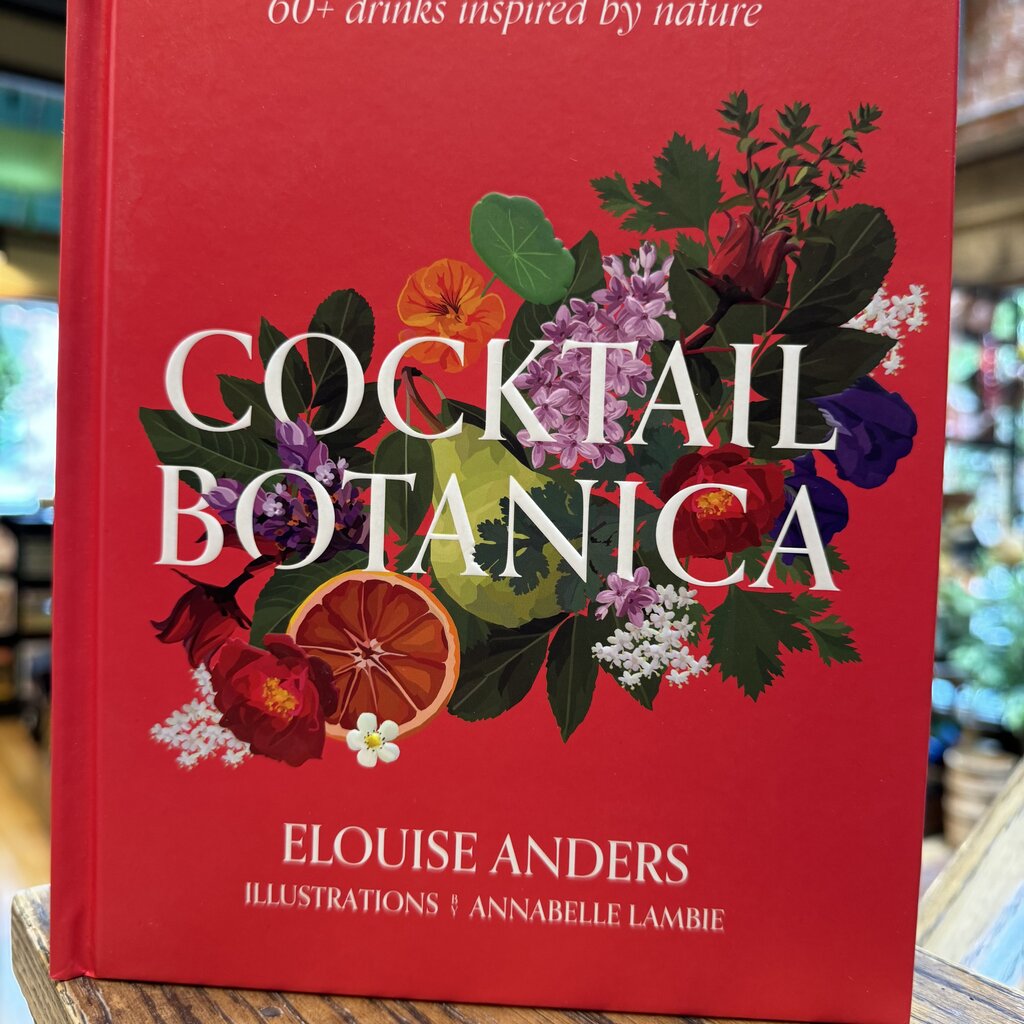 60+ drinks inspired by nature
COCKTAIL
BOTANICA
ELOUISE ANDERS
ILLUSTRATIONS BY ANNABELLE LAMBIE